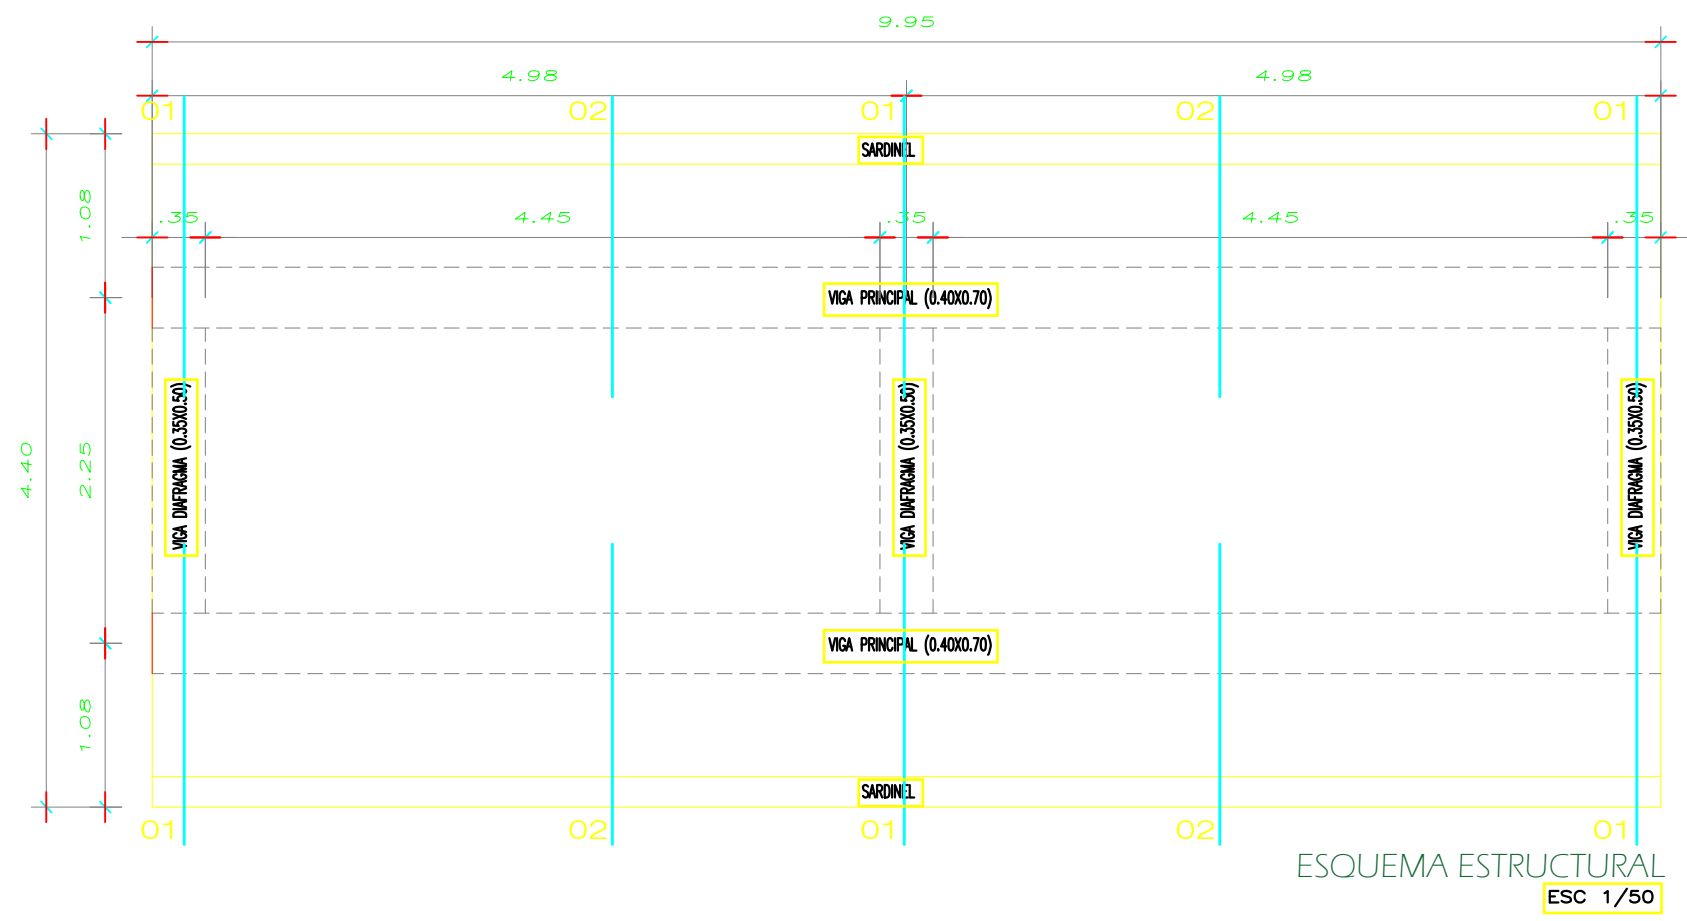 9.95
4.98 4.98
01 02 01 02 01
SARDINEL
1.08
.35 4.45 .35 4.45 .35
VIGA PRINCIPAL (0.40X0.70)
VIGA DIAFRAGMA (0.35X0.50)
VIGA DIAFRAGMA (0.35X0.50)
VIGA DIAFRAGMA (0.35X0.50)
4.40
2.25
VIGA PRINCIPAL (0.40X0.70)
1.08
SARDINEL
01 02 01 02 01
ESQUEMA ESTRUCTURAL
ESC 1/50